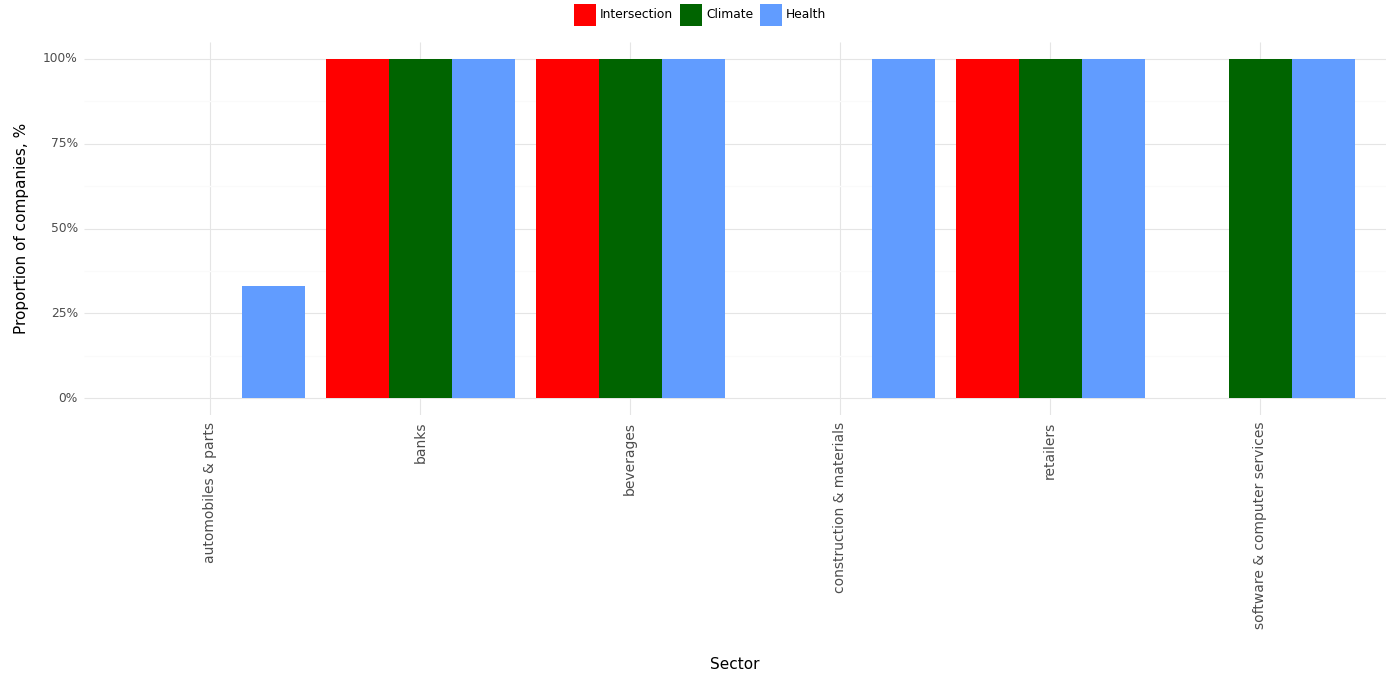 Intersection Climate Health
Proportion of companies, %
100%
75%
50%
25%
0%
automobiles & parts
banks
beverages
construction & materials
retailers
software & computer services
Sector